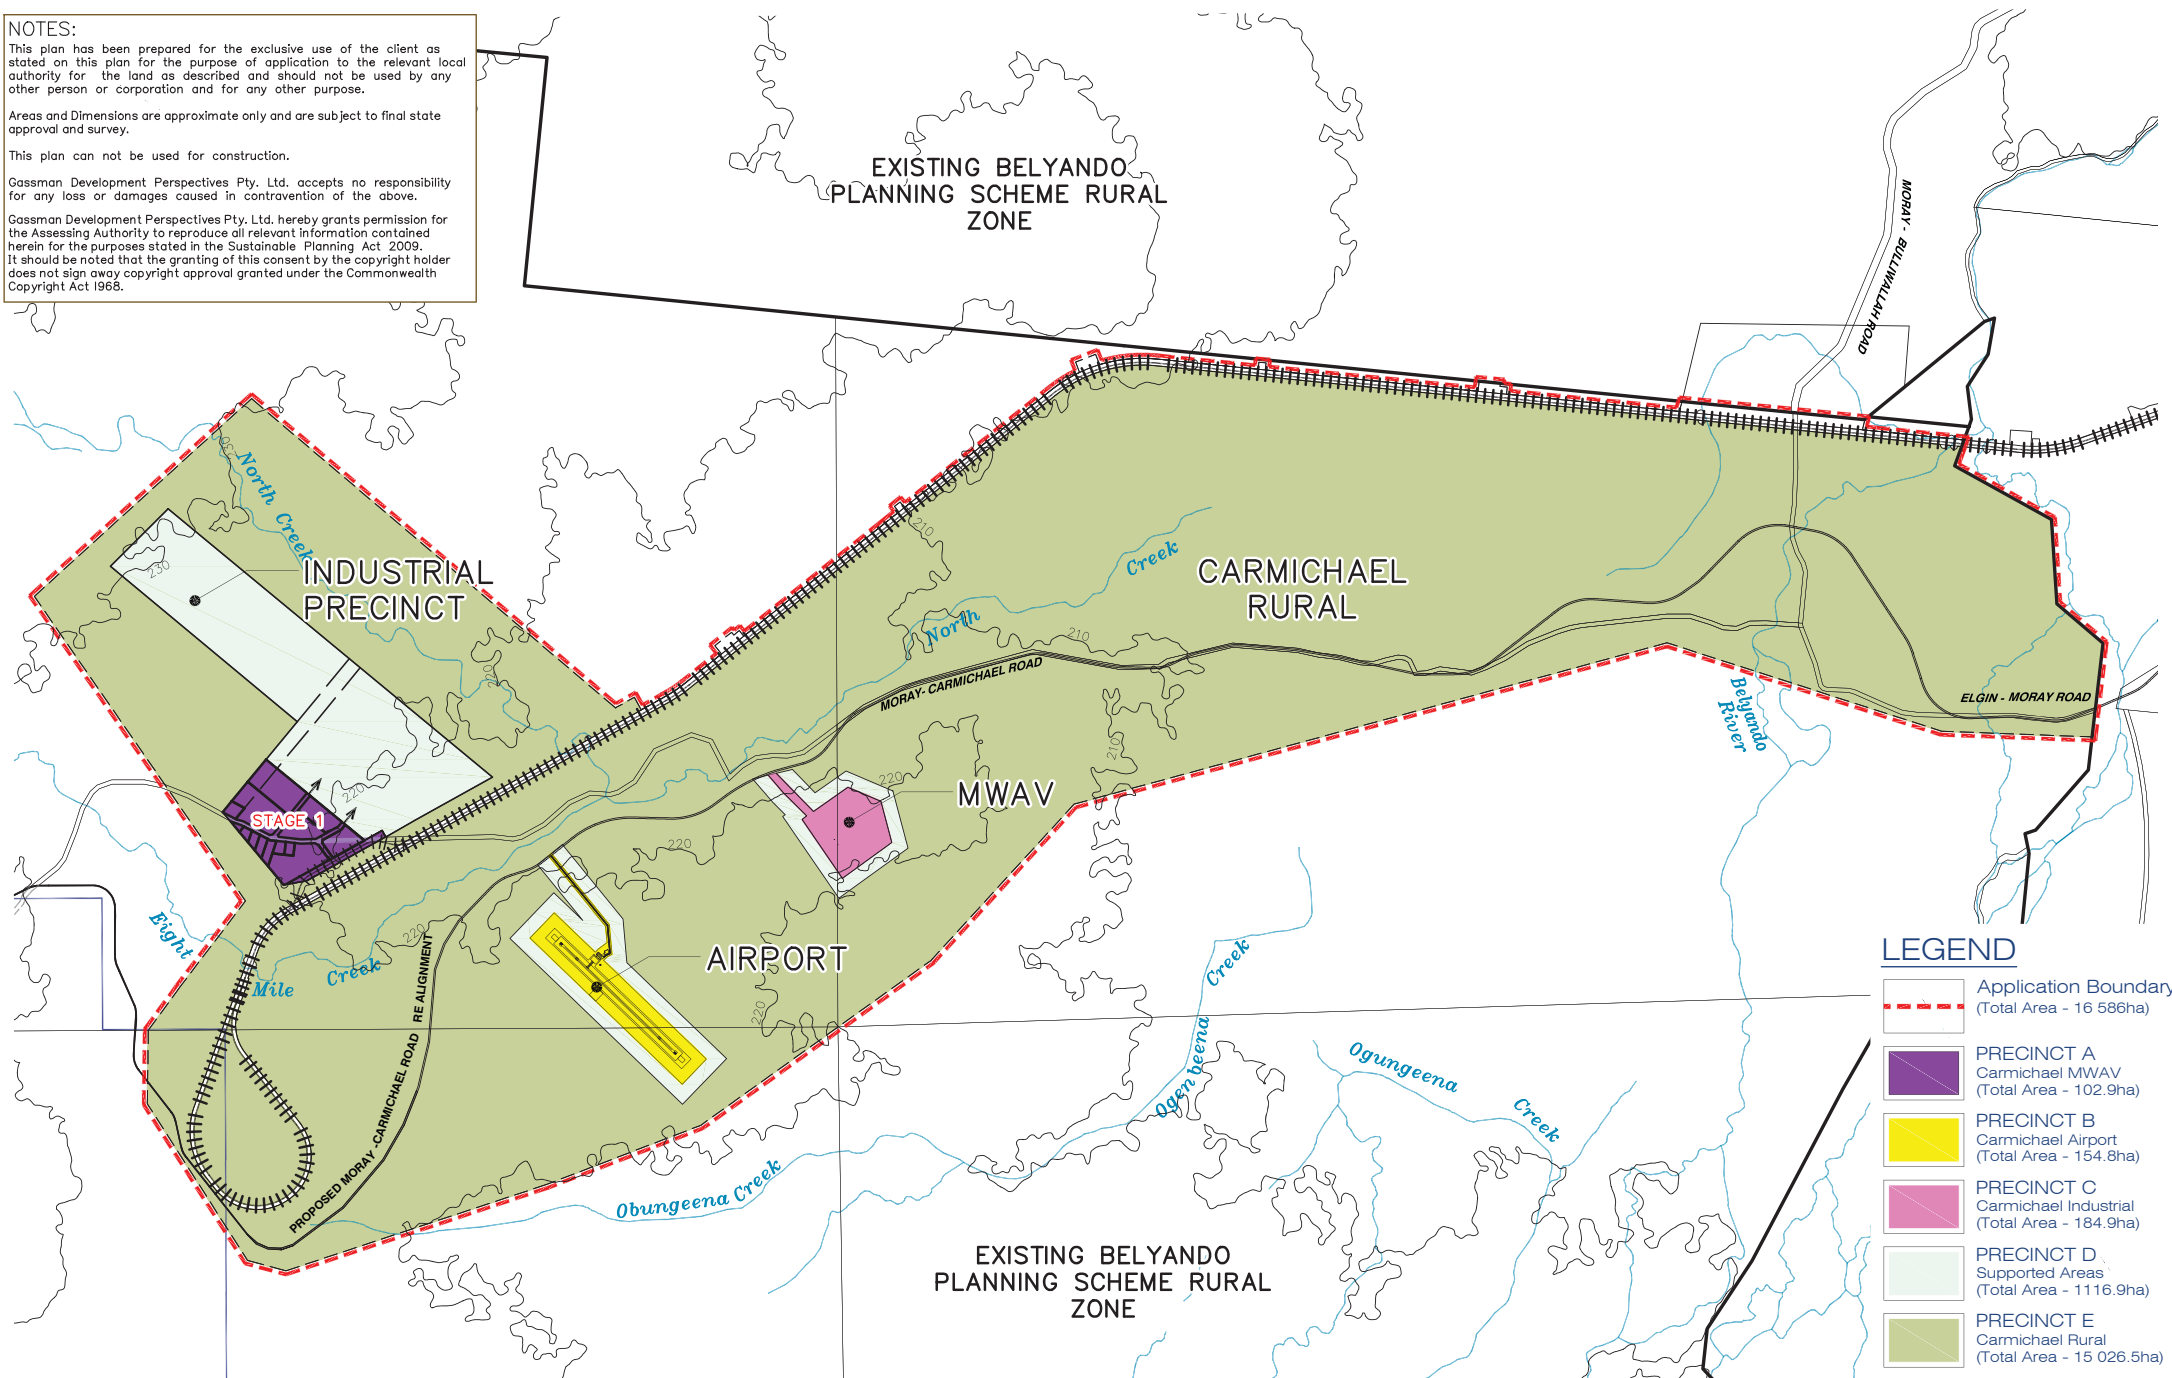 NOTES:
This plan has been prepared for the exclusive use of the client as
stated on this plan for the purpose of application to the relevant local
authority for the land as described and should not be used by any
other person or corporation and for any other purpose.
Areas and Dimensions are approximate only and are subject to final state
approval and survey.
This plan can not be used for construction.
Gassman Development Perspectives Pty. Ltd. accepts no responsibility
for any loss or damages caused in contravention of the above.
Gassman Development Perspectives Pty. Ltd. hereby grants permission for
the Assessing Authority to reproduce all relevant information contained
herein for the purposes stated in the Sustainable Planning Act 2009.
It should be noted that the granting of this consent by the copyright holder
does not sign away copyright approval granted under the Commonwealth
Copyright Act 1968.
EXISTING BELYANDO
PLANNING SCHEME RURAL
ZONE
MORAY - BULLIWALLAH ROAD
230
North Creek
230
INDUSTRIAL
PRECINCT
210
Creek
North
210
CARMICHAEL
RURAL
220
MORAY- CARMICHAEL ROAD
210
Belyando
River
ELGIN - MORAY ROAD
220
STAGE 1
220
MWAV
220
Eight
Mile
Creek
220
AIRPORT
220
PROPOSED MORAY -CARMICHAEL ROAD RE ALIGNMENT
Creek
Ogenbeena
Ogungeena
Creek
Obungeena Creek
EXISTING BELYANDO
PLANNING SCHEME RURAL
ZONE
LEGEND
Application Boundary
(Total Area - 16 586ha)
PRECINCT A
Carmichael MWAV
(Total Area - 102.9ha)
PRECINCT B
Carmichael Airport
(Total Area - 154.8ha)
PRECINCT C
Carmichael Industrial
(Total Area - 184.9ha)
PRECINCT D
Supported Areas
(Total Area - 1116.9ha)
PRECINCT E
Carmichael Rural
(Total Area - 15 026.5ha)